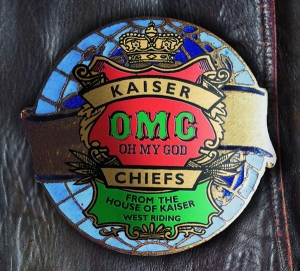 KAISER
OMG
OH MY GOD
CHIEFS
FROM THE
HOUSE OF KAISER
WEST RIDING